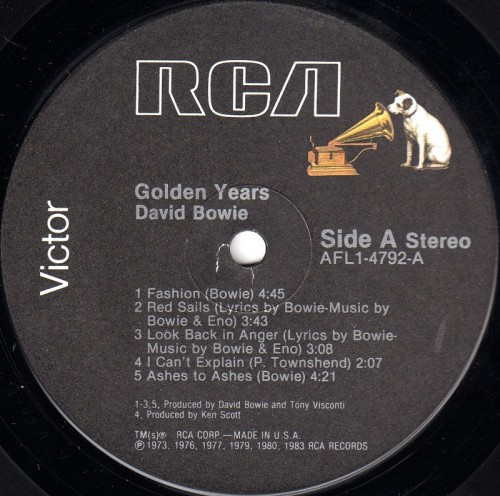 RCA
Victor
Golden Years
David Bowie
Side A Stereo
AFL1-4792-A
1 Fashion (Bowie) 4:45
2 Red Sails (Lyrics by Bowie-Music by
Bowie & Eno) 3:43
3 Look Back in Anger (Lyrics by Bowie-
Music by Bowie & Eno) 3:08
4 I Can't Explain (P. Townshend) 2:07
5 Ashes to Ashes (Bowie) 4:21
1-3,5, Produced by David Bowie and Tony Visconti
4, Produced by Ken Scott
TM(s)® RCA CORP.—MADE IN U.S.A.
℗ 1973, 1976, 1977, 1979, 1980, 1983 RCA RECORDS